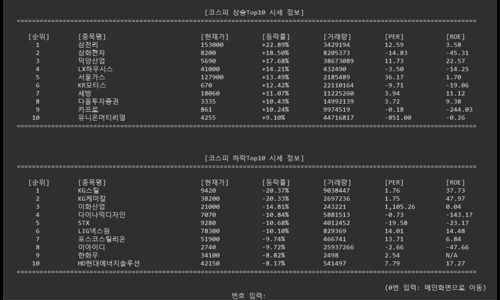 [코스피 상승Top10 시세 정보]
[순위] [종목명] [현재가] [등락률] [거래량] [PER] [ROE]
1 삼천리 153000 +22.89% 3429194 12.59 3.58
2 삼화전자 8200 +18.50% 8205373 -14.83 -45.31
3 덕양산업 5690 +17.68% 38673089 11.73 22.57
4 LX하우시스 41000 +14.21% 432490 -3.50 -14.25
5 서울가스 127900 +13.49% 2185489 36.17 1.70
6 KR모터스 670 +12.42% 22110164 -9.71 -19.06
7 세방 18060 +11.07% 11225260 3.94 11.12
8 다올투자증권 3335 +10.43% 14992139 3.72 9.38
9 카프로 861 +10.24% 9974519 -0.18 -244.03
10 유니온머티리얼 4255 +9.10% 44716817 -851.00 -0.26
[코스피 하락Top10 시세 정보]
[순위] [종목명] [현재가] [등락률] [거래량] [PER] [ROE]
1 KG스틸 9420 -20.37% 9038447 1.76 37.73
2 KG케미칼 38200 -20.33% 2697236 1.75 47.97
3 미화산업 21000 -14.81% 243221 1,105.26 0.04
4 다이나믹디자인 7070 -10.84% 5881513 -0.73 -143.17
5 STX 9280 -10.68% 4012452 -19.58 -23.17
6 LIG넥스원 78300 -10.10% 829369 14.01 14.48
7 포스코스틸리온 51900 -9.74% 466741 13.71 6.84
8 이아이디 2740 -9.72% 25937266 -2.66 -47.66
9 한화우 34100 -8.82% 2498 2.54 N/A
10 HD현대에너지솔루션 42150 -8.17% 541497 7.79 17.27
(0번 입력: 메인화면으로 이동)
번호 입력: